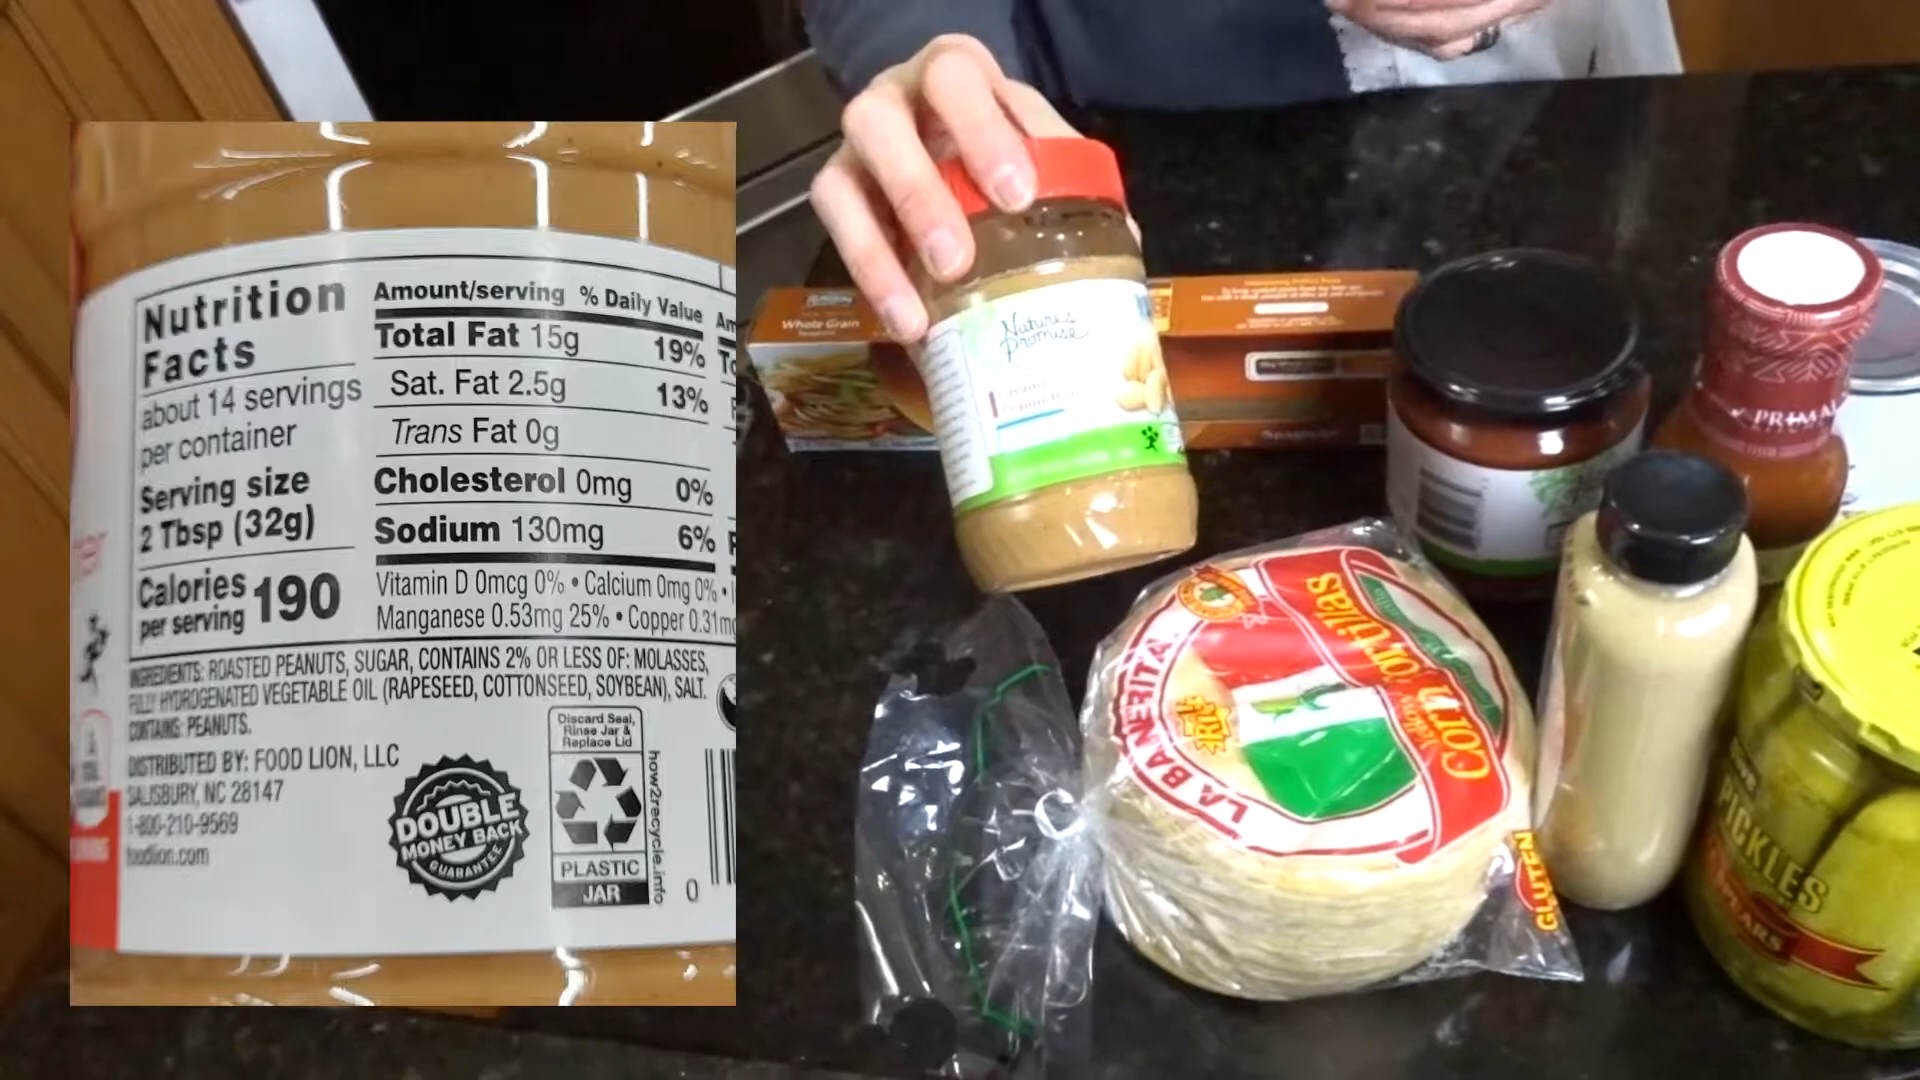 Nutrition
Facts
about 14 servings
per container
Serving size
2 Tbsp (32g)
Calories
per serving 190
Amount/serving % Daily Value
Total Fat 15g 19%
Sat. Fat 2.5g 13%
Trans Fat 0g
Cholesterol 0mg 0%
Sodium 130mg 6%
Vitamin D 0mcg 0% • Calcium 0mg 0% •
Manganese 0.53mg 25% • Copper 0.31mg
INGREDIENTS: ROASTED PEANUTS, SUGAR, CONTAINS 2% OR LESS OF: MOLASSES,
FULLY HYDROGENATED VEGETABLE OIL (RAPESEED, COTTONSEED, SOYBEAN), SALT.
CONTAINS: PEANUTS.
DISTRIBUTED BY: FOOD LION, LLC
SALISBURY, NC 28147
1-800-210-9569
foodlion.com
DOUBLE
MONEY BACK
GUARANTEE
Discard Seal,
Rinse Jar &
Replace Lid
PLASTIC
JAR
how2recycle.info
0
Nature's
Promise
Creamy
Whole Grain
PRIMAL
LA BANDERITA
Yellow
Corn Tortillas
GLUTEN
PICKLES
SPEARS